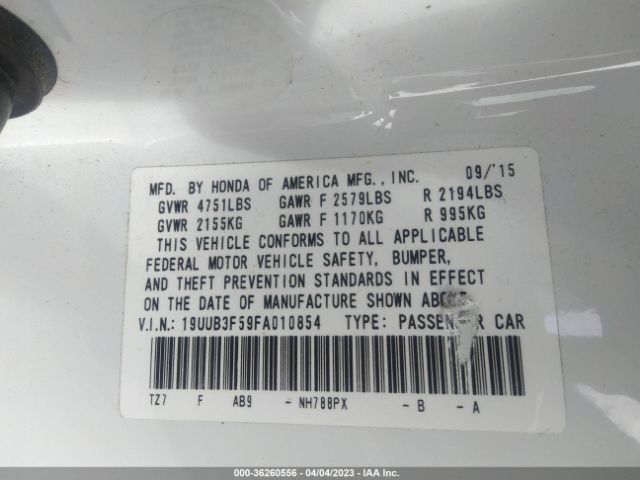 MFD. BY HONDA OF AMERICA MFG., INC. 09/'15
GVWR 4751LBS GAWR F 2579LBS R 2194LBS
GVWR 2155KG GAWR F 1170KG R 995KG
THIS VEHICLE CONFORMS TO ALL APPLICABLE
FEDERAL MOTOR VEHICLE SAFETY, BUMPER,
AND THEFT PREVENTION STANDARDS IN EFFECT
ON THE DATE OF MANUFACTURE SHOWN ABOVE
V.I.N.: 19UUB3F59FA010854 TYPE: PASSENGER CAR
TZ7 F AB9 - NH788PX - B - A
000-36260556 - 04/04/2023 - IAA Inc.